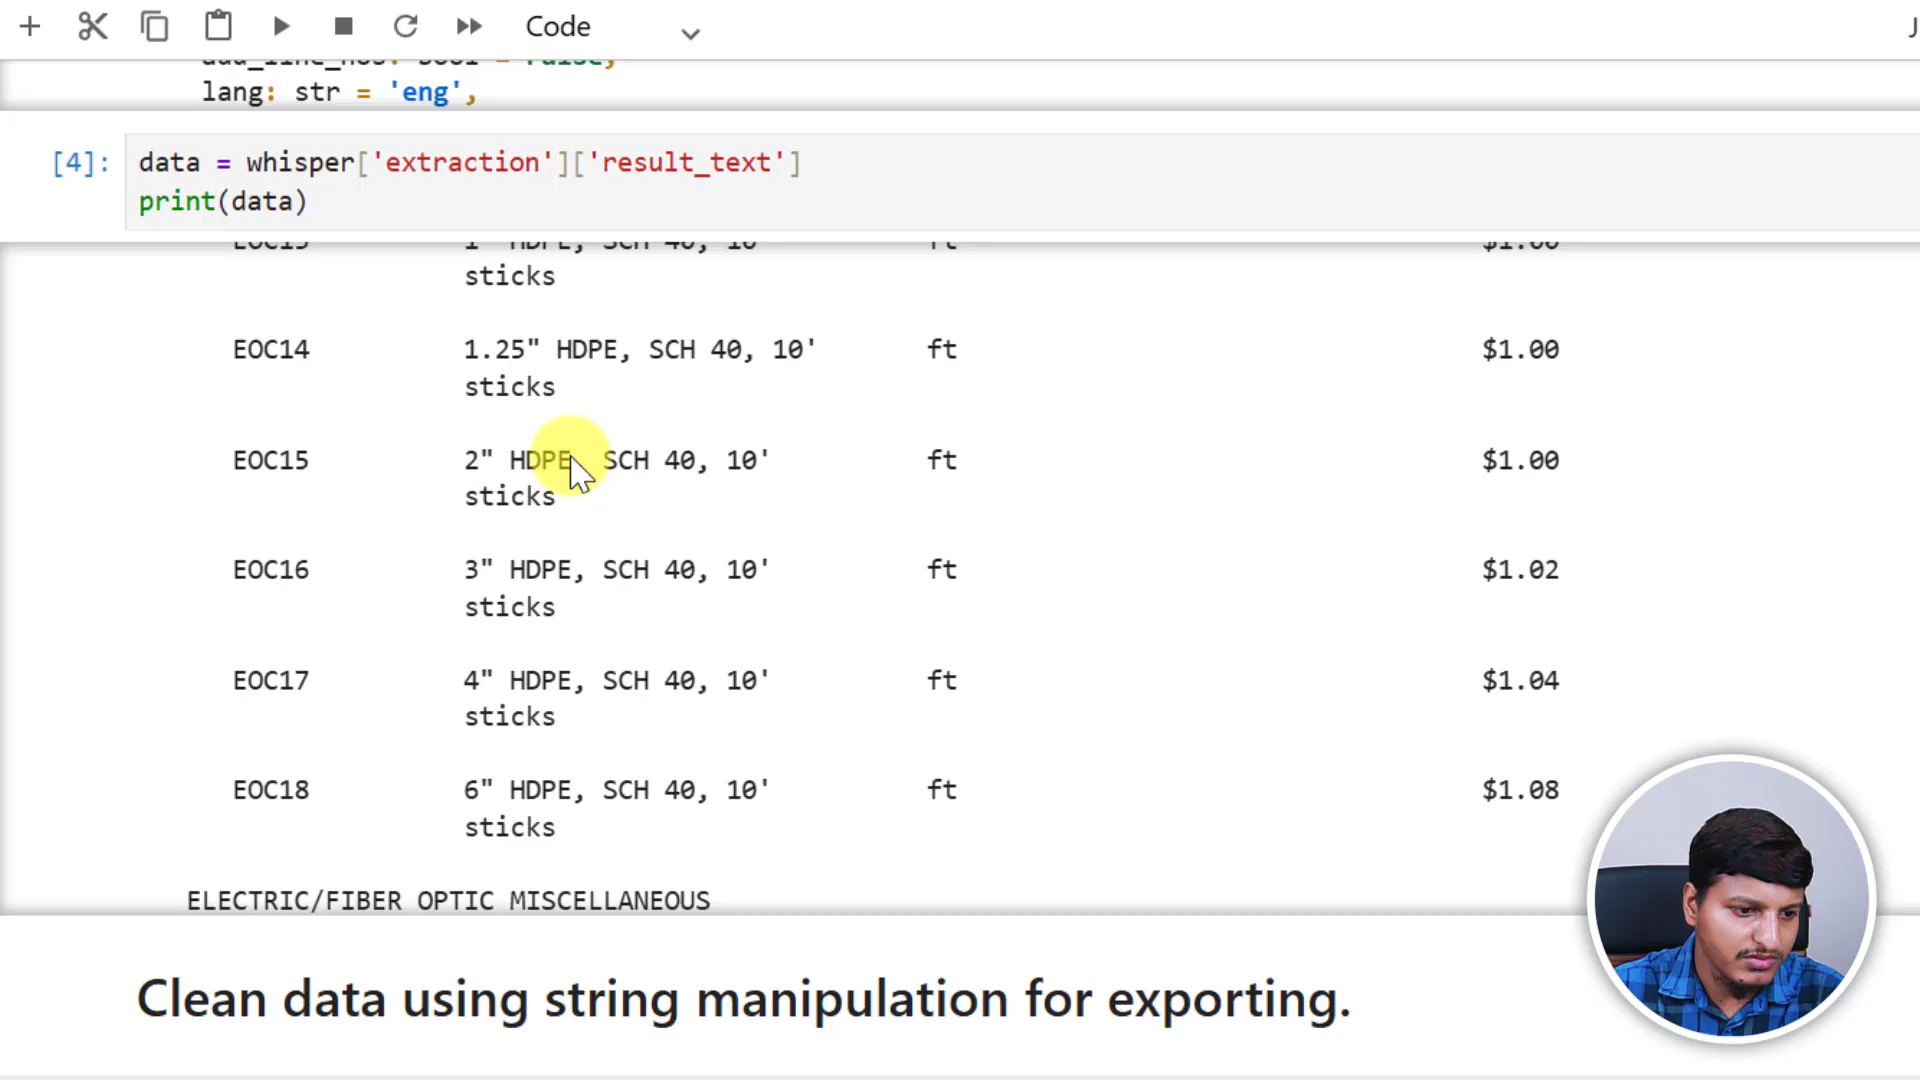 Code
lang: str = 'eng',
[4]: data = whisper['extraction']['result_text']
print(data)
sticks
EOC14 1.25" HDPE, SCH 40, 10' ft $1.00
sticks
EOC15 2" HDPE, SCH 40, 10' ft $1.00
sticks
EOC16 3" HDPE, SCH 40, 10' ft $1.02
sticks
EOC17 4" HDPE, SCH 40, 10' ft $1.04
sticks
EOC18 6" HDPE, SCH 40, 10' ft $1.08
sticks
ELECTRIC/FIBER OPTIC MISCELLANEOUS
Clean data using string manipulation for exporting.